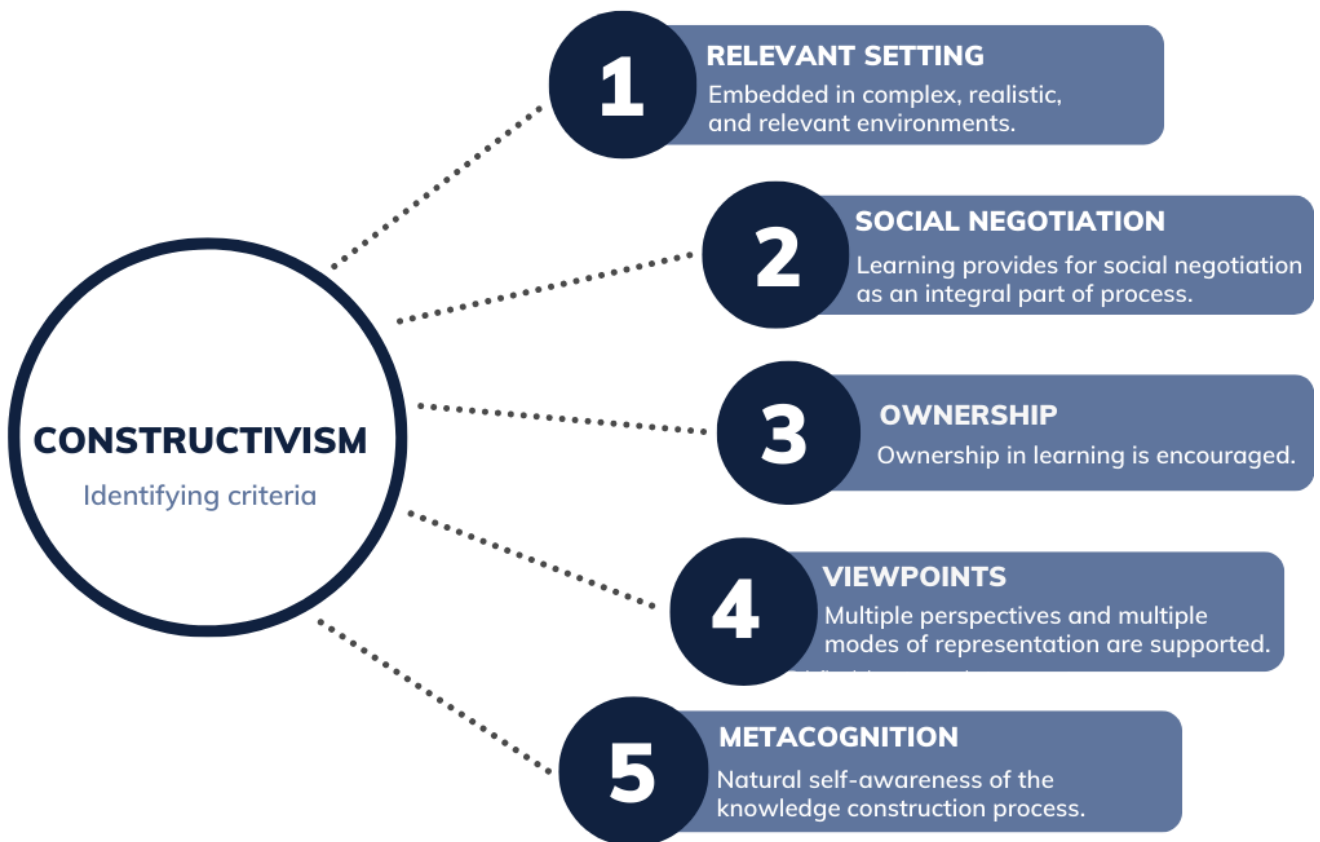 1
RELEVANT SETTING
Embedded in complex, realistic,
and relevant environments.
2
SOCIAL NEGOTIATION
Learning provides for social negotiation
as an integral part of process.
CONSTRUCTIVISM
Identifying criteria
3
OWNERSHIP
Ownership in learning is encouraged.
4
VIEWPOINTS
Multiple perspectives and multiple
modes of representation are supported.
5
METACOGNITION
Natural self-awareness of the
knowledge construction process.